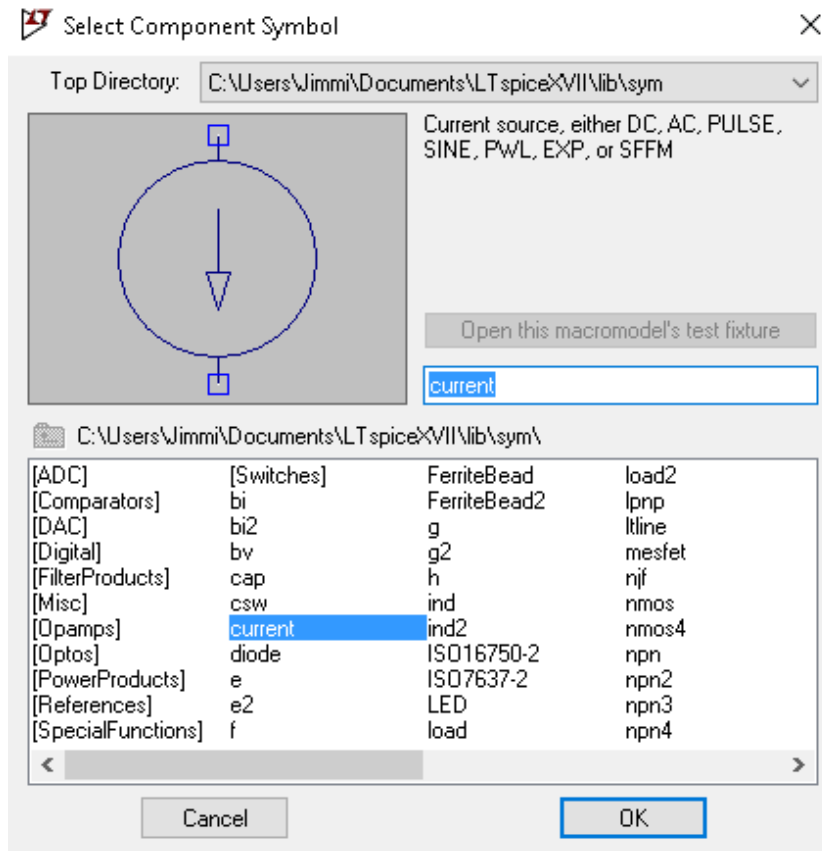 Select Component Symbol
Top Directory: C:\Users\Jimmi\Documents\LTspiceXVII\lib\sym
Current source, either DC, AC, PULSE,
SINE, PWL, EXP, or SFFM
Open this macromodel's test fixture
current
C:\Users\Jimmi\Documents\LTspiceXVII\lib\sym\
[ADC] [Switches] FerriteBead load2
[Comparators] bi FerriteBead2 lpnp
[DAC] bi2 g ltline
[Digital] bv g2 mesfet
[FilterProducts] cap h njf
[Misc] csw ind nmos
[Opamps] current ind2 nmos4
[Optos] diode ISO16750-2 npn
[PowerProducts] e ISO7637-2 npn2
[References] e2 LED npn3
[SpecialFunctions] f load npn4
Cancel OK